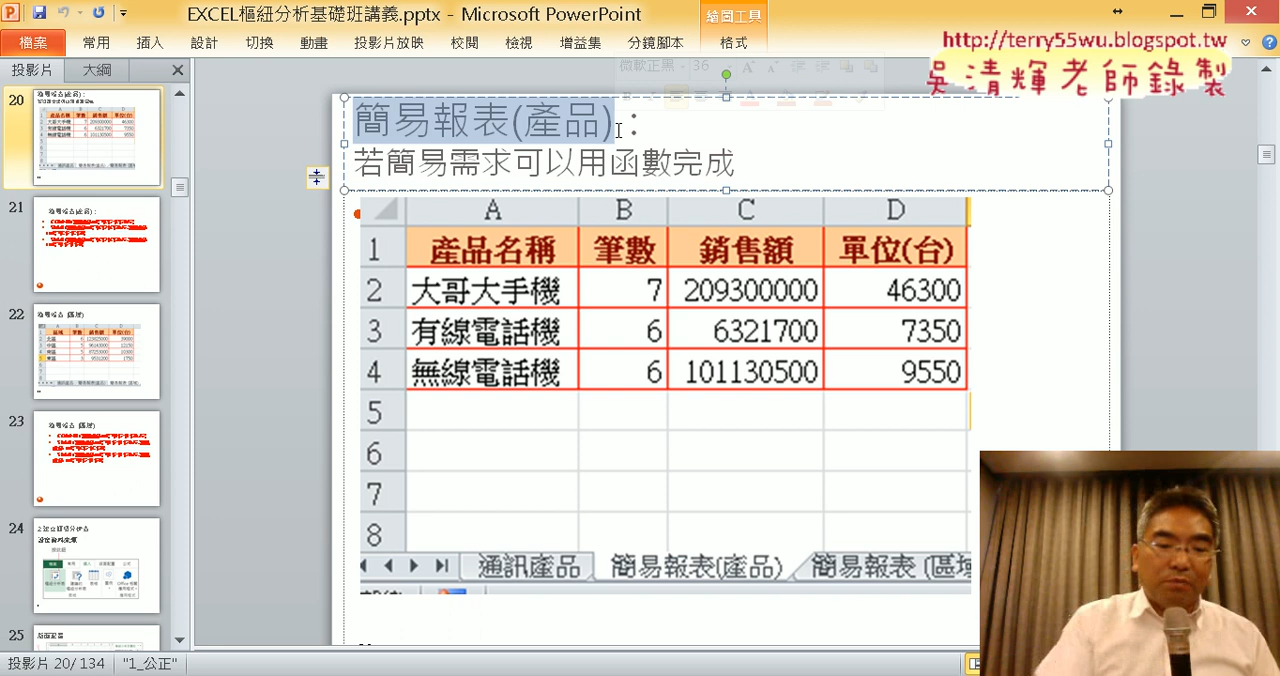 EXCEL樞紐分析基礎班講義.pptx - Microsoft PowerPoint
繪圖工具
檔案 常用 插入 設計 切換 動畫 投影片放映 校閱 檢視 增益集 分鏡腳本 格式
http://terry55wu.blogspot.tw
吳清輝老師錄製
投影片 大綱
微軟正黑 36
20
21
22
23
24
25
簡易報表(產品)：
若簡易需求可以用函數完成
A B C D
1 產品名稱 筆數 銷售額 單位(台)
2 大哥大手機 7 209300000 46300
3 有線電話機 6 6321700 7350
4 無線電話機 6 101130500 9550
5
6
7
8
通訊產品 簡易報表(產品) 簡易報表 (區域
投影片 20/ 134 "1_公正"